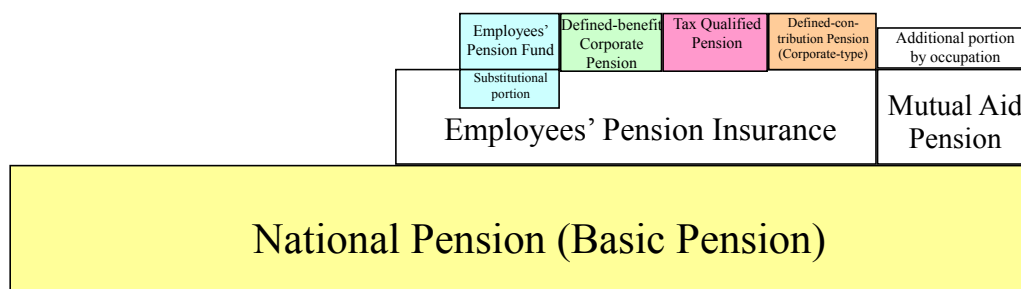 Employees'
Pension Fund
Defined-benefit
Corporate
Pension
Tax Qualified
Pension
Defined-con-
tribution Pension
(Corporate-type)
Additional portion
by occupation
Substitutional
portion
Employees' Pension Insurance
Mutual Aid
Pension
National Pension (Basic Pension)